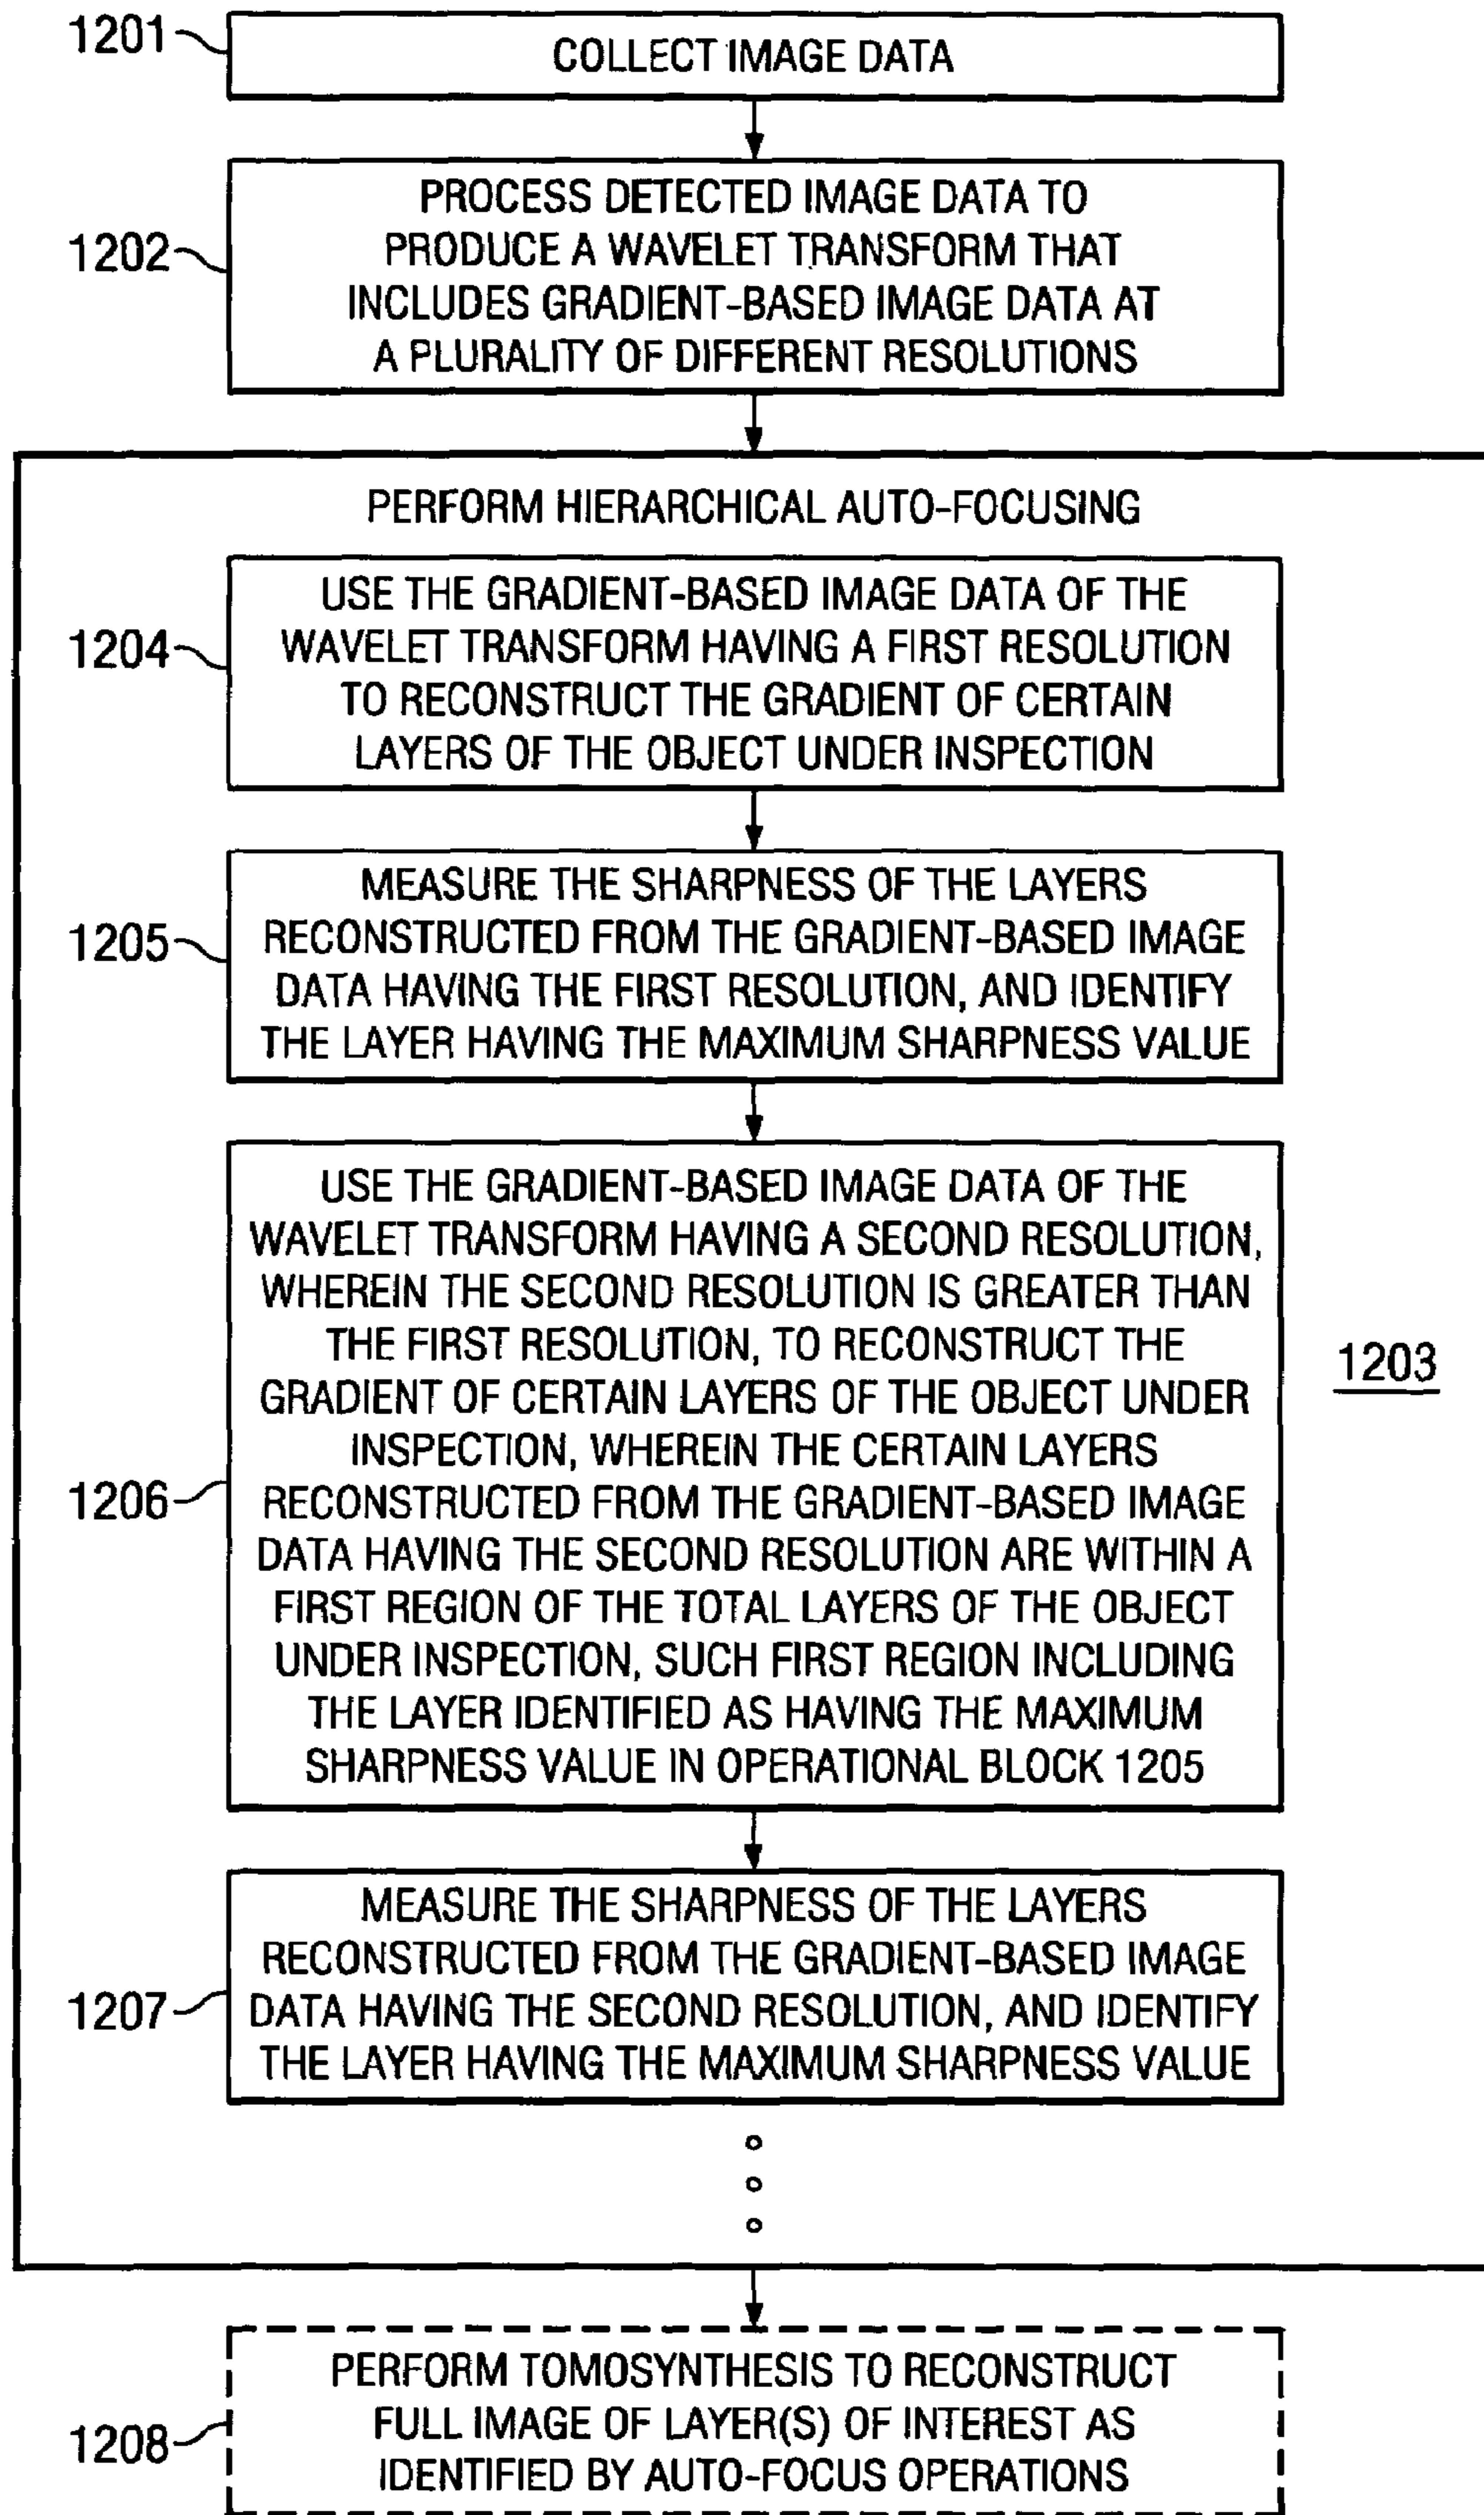 1201
COLLECT IMAGE DATA
1202
PROCESS DETECTED IMAGE DATA TO
PRODUCE A WAVELET TRANSFORM THAT
INCLUDES GRADIENT-BASED IMAGE DATA AT
A PLURALITY OF DIFFERENT RESOLUTIONS
PERFORM HIERARCHICAL AUTO-FOCUSING
1204
USE THE GRADIENT-BASED IMAGE DATA OF THE
WAVELET TRANSFORM HAVING A FIRST RESOLUTION
TO RECONSTRUCT THE GRADIENT OF CERTAIN
LAYERS OF THE OBJECT UNDER INSPECTION
1205
MEASURE THE SHARPNESS OF THE LAYERS
RECONSTRUCTED FROM THE GRADIENT-BASED IMAGE
DATA HAVING THE FIRST RESOLUTION, AND IDENTIFY
THE LAYER HAVING THE MAXIMUM SHARPNESS VALUE
1206
USE THE GRADIENT-BASED IMAGE DATA OF THE
WAVELET TRANSFORM HAVING A SECOND RESOLUTION,
WHEREIN THE SECOND RESOLUTION IS GREATER THAN
THE FIRST RESOLUTION, TO RECONSTRUCT THE
GRADIENT OF CERTAIN LAYERS OF THE OBJECT UNDER
INSPECTION, WHEREIN THE CERTAIN LAYERS
RECONSTRUCTED FROM THE GRADIENT-BASED IMAGE
DATA HAVING THE SECOND RESOLUTION ARE WITHIN A
FIRST REGION OF THE TOTAL LAYERS OF THE OBJECT
UNDER INSPECTION, SUCH FIRST REGION INCLUDING
THE LAYER IDENTIFIED AS HAVING THE MAXIMUM
SHARPNESS VALUE IN OPERATIONAL BLOCK 1205
1203
1207
MEASURE THE SHARPNESS OF THE LAYERS
RECONSTRUCTED FROM THE GRADIENT-BASED IMAGE
DATA HAVING THE SECOND RESOLUTION, AND IDENTIFY
THE LAYER HAVING THE MAXIMUM SHARPNESS VALUE
1208
PERFORM TOMOSYNTHESIS TO RECONSTRUCT
FULL IMAGE OF LAYER(S) OF INTEREST AS
IDENTIFIED BY AUTO-FOCUS OPERATIONS